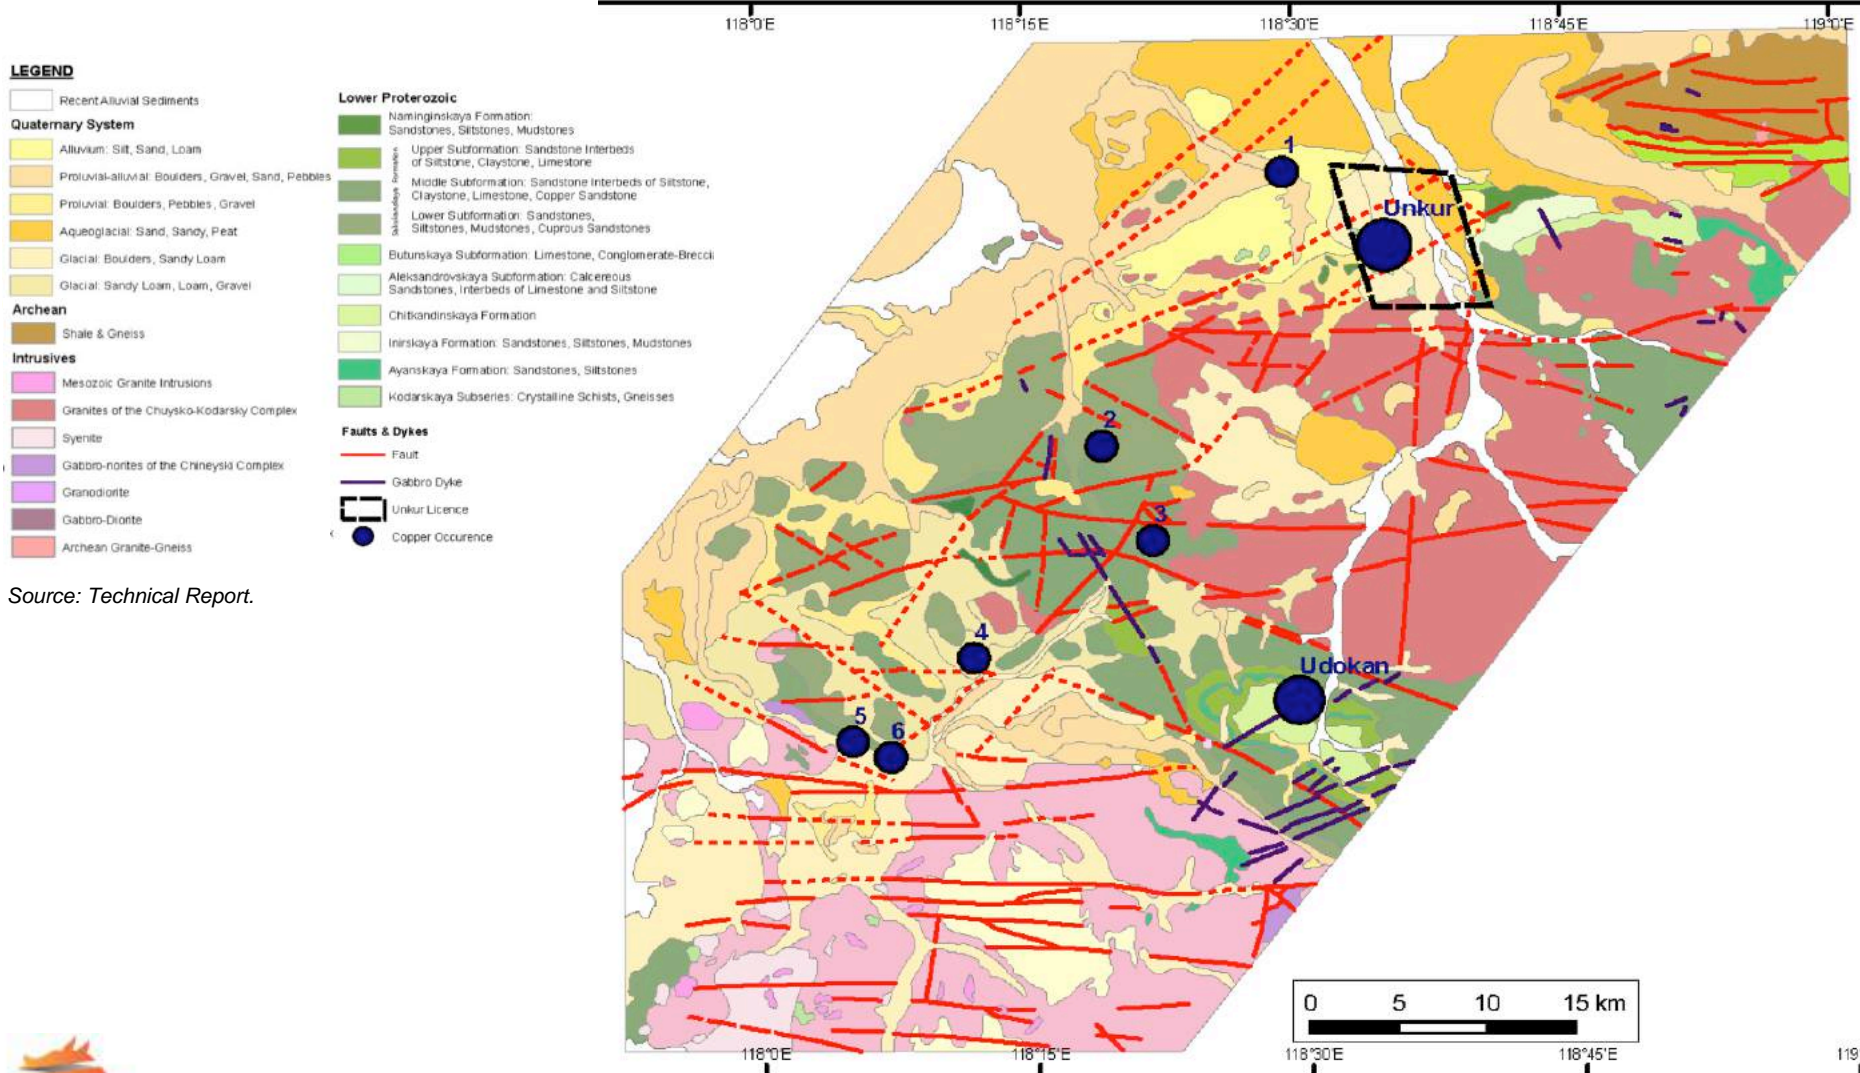 118°0'E 118°15'E 118°30'E 118°45'E 119°0'E
LEGEND
Recent Alluvial Sediments
Quaternary System
Alluvium: Silt, Sand, Loam
Proluvial-alluvial: Boulders, Gravel, Sand, Pebbles
Proluvial: Boulders, Pebbles, Gravel
Aqueoglacial: Sand, Sandy, Peat
Glacial: Boulders, Sandy Loam
Glacial: Sandy Loam, Loam, Gravel
Archean
Shale & Gneiss
Intrusives
Mesozoic Granite Intrusions
Granites of the Chuysko-Kodarsky Complex
Syenite
Gabbro-norites of the Chineyski Complex
Granodiorite
Gabbro-Diorite
Archean Granite-Gneiss
Lower Proterozoic
Naminginskaya Formation:
Sandstones, Siltstones, Mudstones
Upper Subformation: Sandstone Interbeds
of Siltstone, Claystone, Limestone
Middle Subformation: Sandstone Interbeds of Siltstone,
Claystone, Limestone, Copper Sandstone
Lower Subformation: Sandstones,
Siltstones, Mudstones, Cuprous Sandstones
Formation
Butunskaya Subformation: Limestone, Conglomerate-Brecci
Aleksandrovskaya Subformation: Calcereous
Sandstones, Interbeds of Limestone and Siltstone
Chitkandinskaya Formation
Inirskaya Formation: Sandstones, Siltstones, Mudstones
Ayanskaya Formation: Sandstones, Siltstones
Kodarskaya Subseries: Crystalline Schists, Gneisses
Faults & Dykes
Fault
Gabbro Dyke
Unkur Licence
Copper Occurence
Source: Technical Report.
1
Unkur
2
3
4
Udokan
5
6
0 5 10 15 km
118°0'E 118°15'E 118°30'E 118°45'E 119